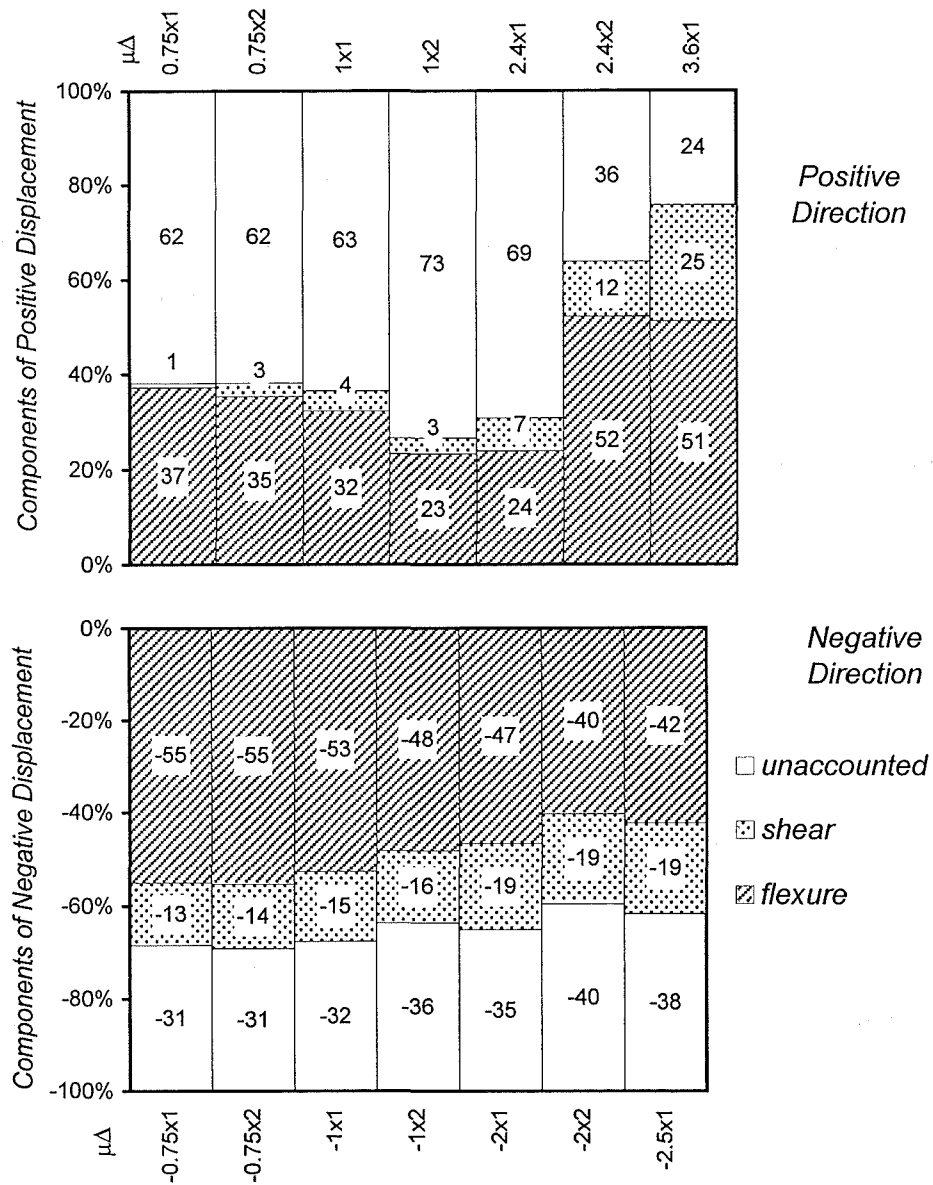 μΔ
0.75x1
0.75x2
1x1
1x2
2.4x1
2.4x2
3.6x1
Components of Positive Displacement
100%
80%
60%
40%
20%
0%
62
62
63
73
69
36
24
1
3
4
3
7
12
25
37
35
32
23
24
52
51
Positive
Direction
Components of Negative Displacement
0%
-20%
-40%
-60%
-80%
-100%
-55
-55
-53
-48
-47
-40
-42
-13
-14
-15
-16
-19
-19
-19
-31
-31
-32
-36
-35
-40
-38
μΔ
-0.75x1
-0.75x2
-1x1
-1x2
-2x1
-2x2
-2.5x1
Negative
Direction
unaccounted
shear
flexure